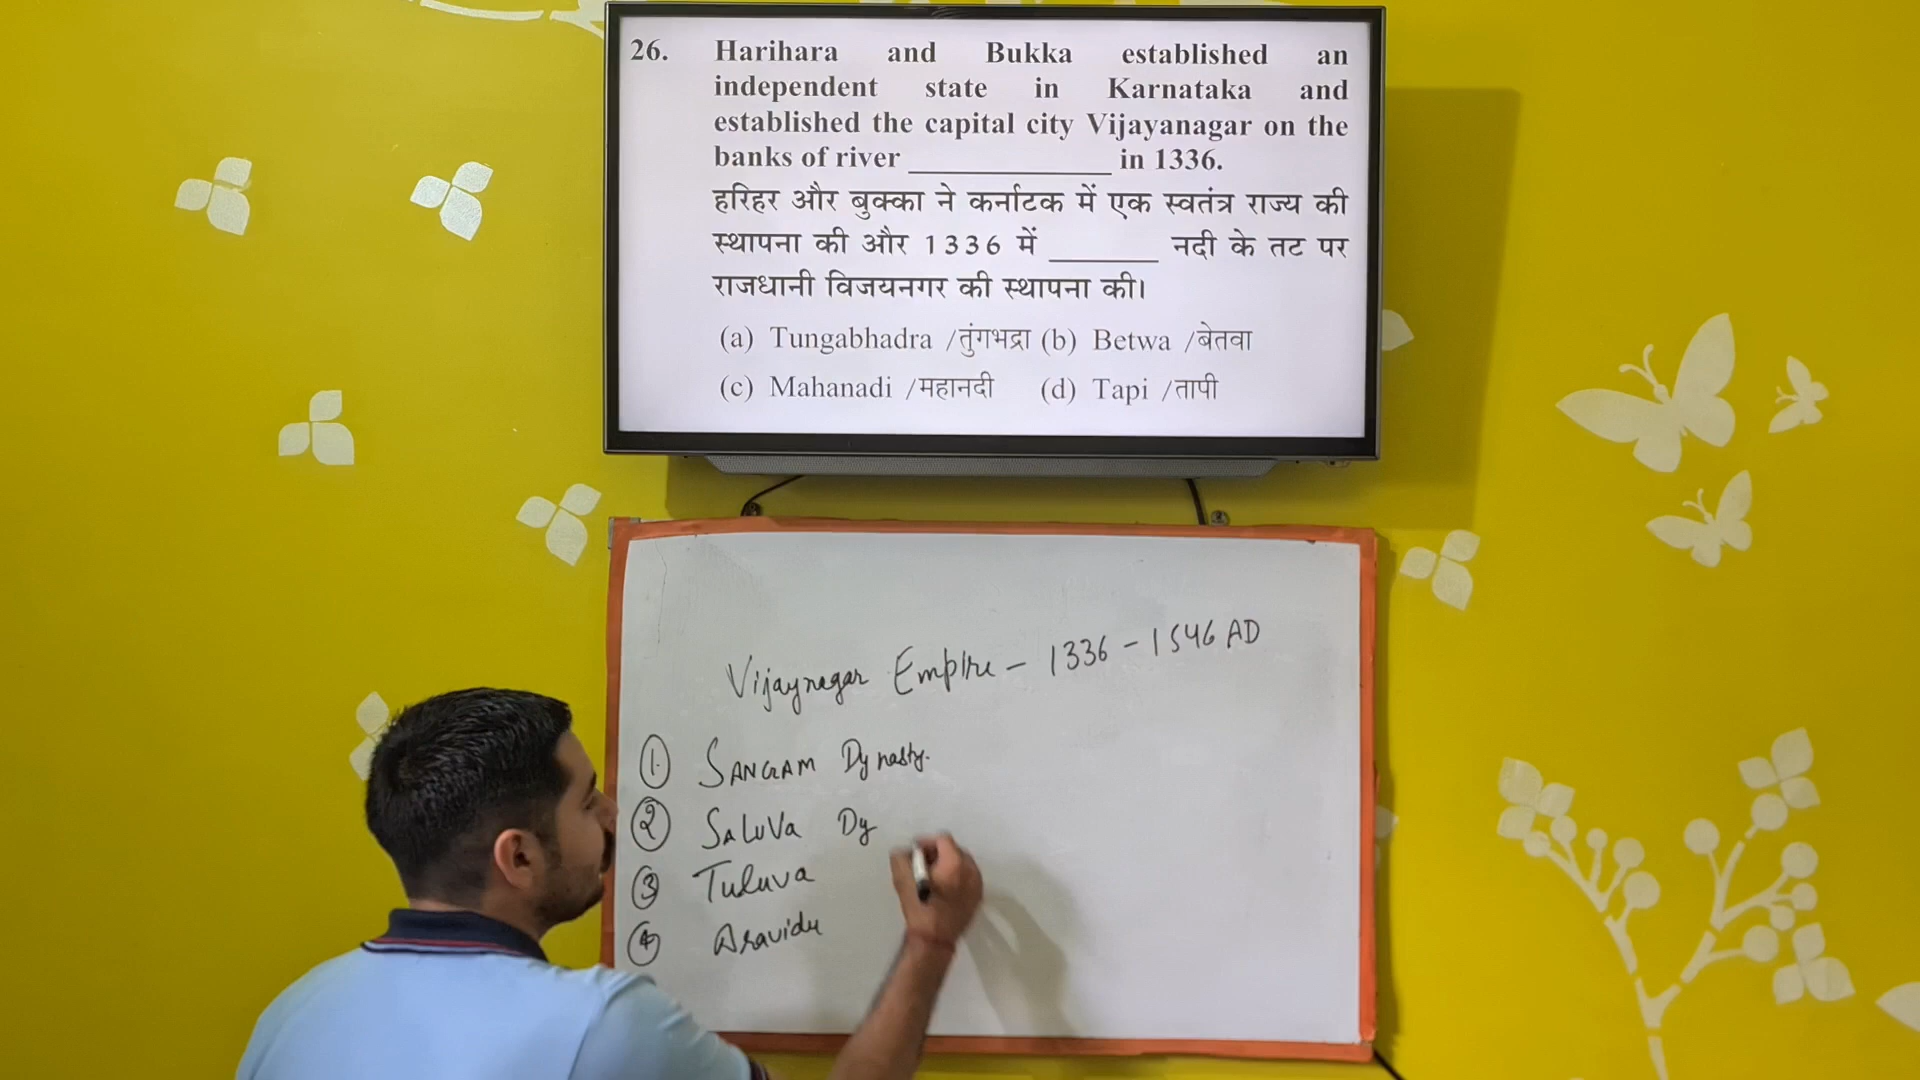 26. Harihara and Bukka established an
independent state in Karnataka and
established the capital city Vijayanagar on the
banks of river ____________ in 1336.
हरिहर और बुक्का ने कर्नाटक में एक स्वतंत्र राज्य की
स्थापना की और 1336 में _______ नदी के तट पर
राजधानी विजयनगर की स्थापना की।
(a) Tungabhadra /तुंगभद्रा (b) Betwa /बेतवा
(c) Mahanadi /महानदी (d) Tapi /तापी
Vijaynagar Empire - 1336 - 1546 AD
1. SANGAM Dynasty.
2 SaluVa Dy
3 Tuluva
4 Aravidu